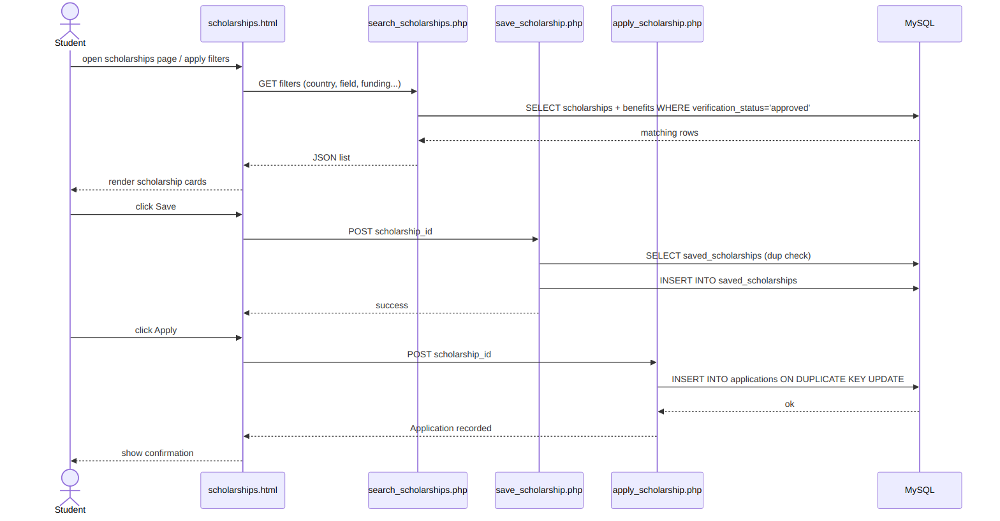 scholarships.html
search_scholarships.php
save_scholarship.php
apply_scholarship.php
MySQL
Student
open scholarships page / apply filters
GET filters (country, field, funding...)
SELECT scholarships + benefits WHERE verification_status='approved'
matching rows
JSON list
render scholarship cards
click Save
POST scholarship_id
SELECT saved_scholarships (dup check)
INSERT INTO saved_scholarships
success
click Apply
POST scholarship_id
INSERT INTO applications ON DUPLICATE KEY UPDATE
ok
Application recorded
show confirmation
scholarships.html
search_scholarships.php
save_scholarship.php
apply_scholarship.php
MySQL
Student